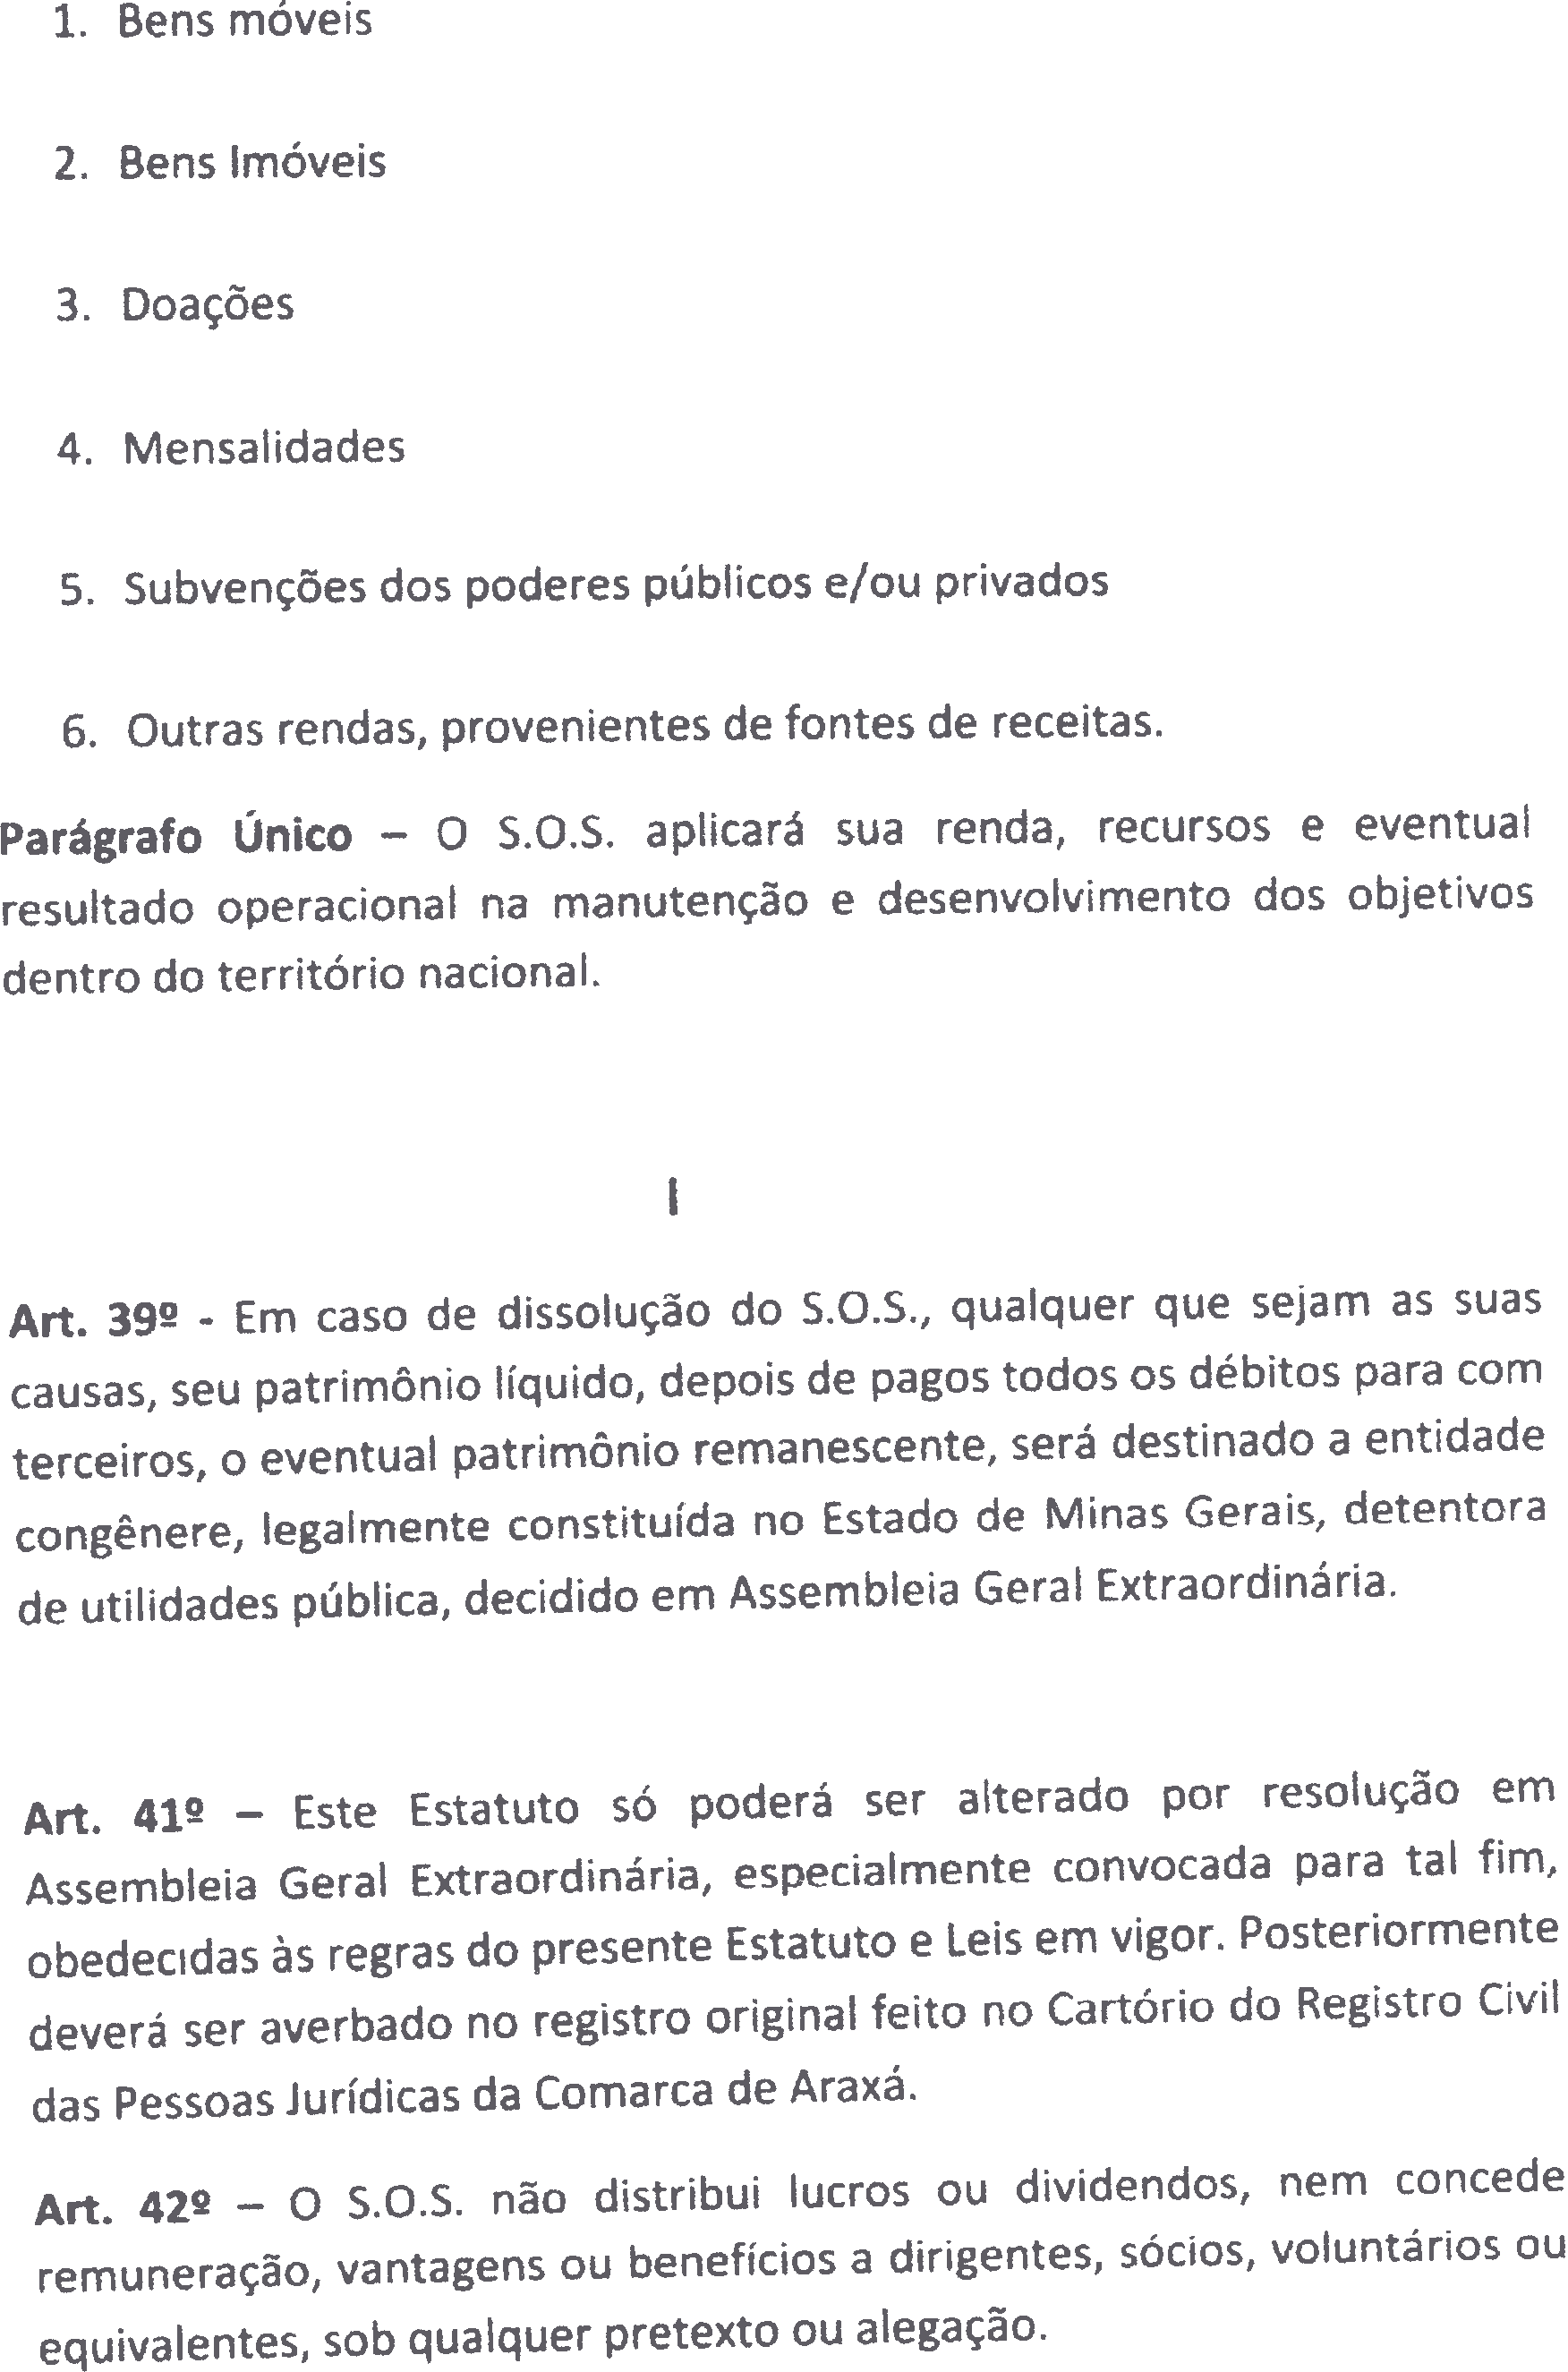 1. Bens móveis
2. Bens Imóveis
3. Doações
4. Mensalidades
5. Subvenções dos poderes públicos e/ou privados
6. Outras rendas, provenientes de fontes de receitas.
Parágrafo Único – O S.O.S. aplicará sua renda, recursos e eventual
resultado operacional na manutenção e desenvolvimento dos objetivos
dentro do território nacional.
I
Art. 39º - Em caso de dissolução do S.O.S., qualquer que sejam as suas
causas, seu patrimônio líquido, depois de pagos todos os débitos para com
terceiros, o eventual patrimônio remanescente, será destinado a entidade
congênere, legalmente constituída no Estado de Minas Gerais, detentora
de utilidades pública, decidido em Assembleia Geral Extraordinária.
Art. 41º – Este Estatuto só poderá ser alterado por resolução em
Assembleia Geral Extraordinária, especialmente convocada para tal fim,
obedecidas às regras do presente Estatuto e Leis em vigor. Posteriormente
deverá ser averbado no registro original feito no Cartório do Registro Civil
das Pessoas Jurídicas da Comarca de Araxá.
Art. 42º – O S.O.S. não distribui lucros ou dividendos, nem concede
remuneração, vantagens ou benefícios a dirigentes, sócios, voluntários ou
equivalentes, sob qualquer pretexto ou alegação.